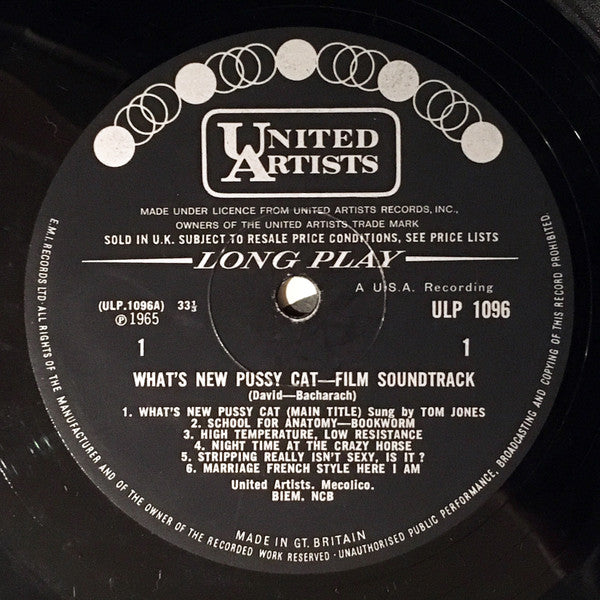 UNITED
ARTISTS
MADE UNDER LICENCE FROM UNITED ARTISTS RECORDS, INC.,
OWNERS OF THE UNITED ARTISTS TRADE MARK
SOLD IN U.K. SUBJECT TO RESALE PRICE CONDITIONS, SEE PRICE LISTS
LONG PLAY
A U.S.A. Recording
(ULP.1096A) 33⅓
ULP 1096
Ⓟ 1965
1 1
WHAT'S NEW PUSSY CAT—FILM SOUNDTRACK
(David—Bacharach)
1. WHAT'S NEW PUSSY CAT (MAIN TITLE) Sung by TOM JONES
2. SCHOOL FOR ANATOMY—BOOKWORM
3. HIGH TEMPERATURE, LOW RESISTANCE
4. NIGHT TIME AT THE CRAZY HORSE
5. STRIPPING REALLY ISN'T SEXY, IS IT?
6. MARRIAGE FRENCH STYLE HERE I AM
United Artists. Mecolico.
BIEM. NCB
MADE IN GT. BRITAIN
E.M.I. RECORDS LTD · ALL RIGHTS OF THE MANUFACTURER AND OF THE OWNER OF THE RECORDED WORK RESERVED · UNAUTHORISED PUBLIC PERFORMANCE, BROADCASTING AND COPYING OF THIS RECORD PROHIBITED.